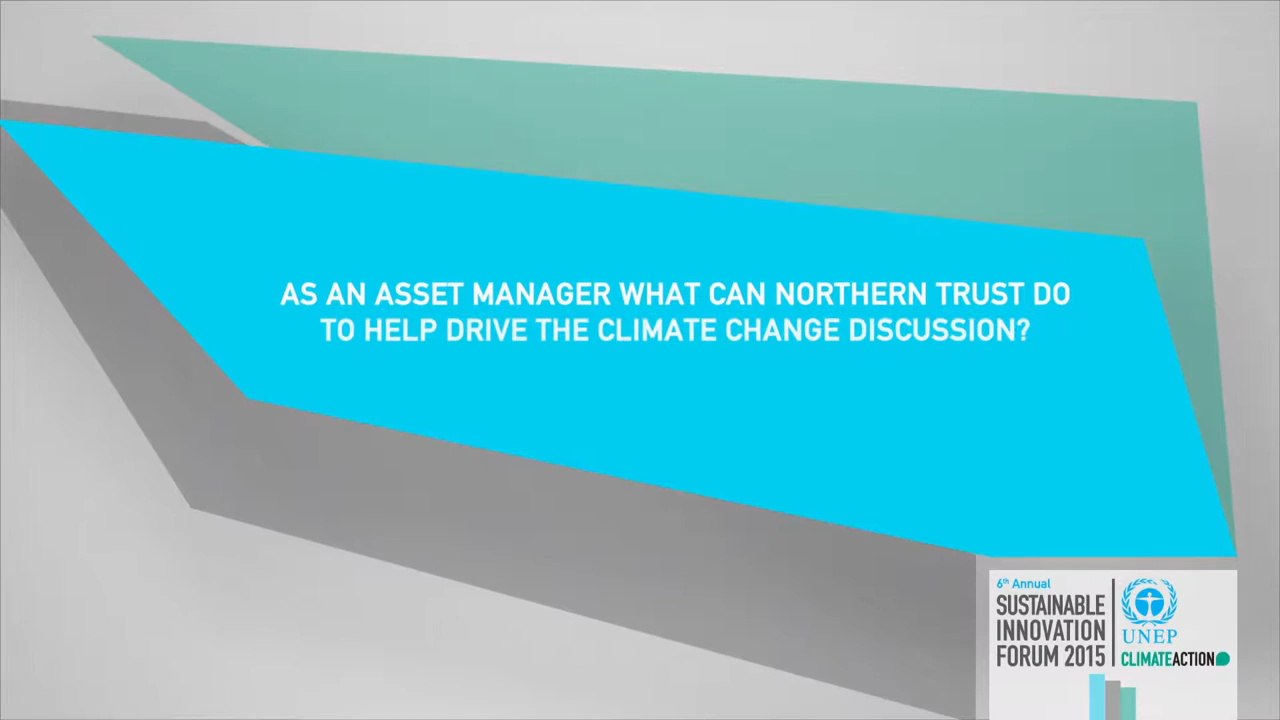 AS AN ASSET MANAGER WHAT CAN NORTHERN TRUST DO
TO HELP DRIVE THE CLIMATE CHANGE DISCUSSION?
6th Annual
SUSTAINABLE
INNOVATION
FORUM 2015
UNEP
CLIMATEACTION